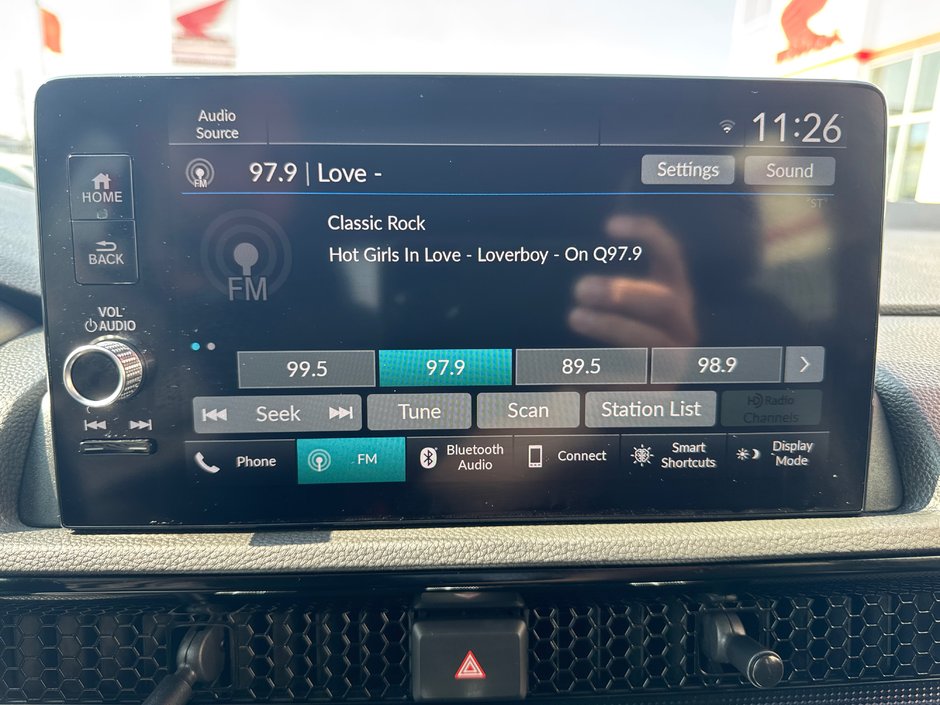 Audio
Source
11:26
FM
97.9 | Love -
Settings
Sound
"ST"
HOME
BACK
Classic Rock
Hot Girls In Love - Loverboy - On Q97.9
FM
VOL
AUDIO
99.5
97.9
89.5
98.9
Seek
Tune
Scan
Station List
HD Radio
Channels
Phone
FM
Bluetooth
Audio
Connect
Smart
Shortcuts
Display
Mode